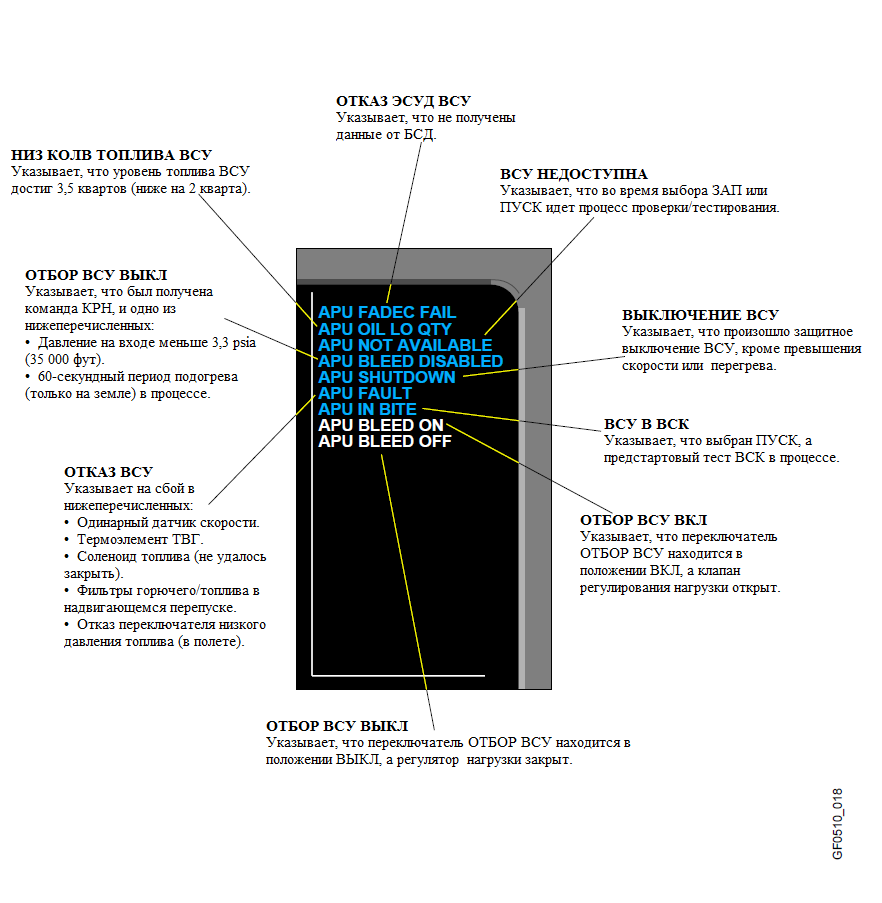 ОТКАЗ ЭСУД ВСУ
Указывает, что не получены
данные от БСД.
НИЗ КОЛВ ТОПЛИВА ВСУ
Указывает, что уровень топлива ВСУ
достиг 3,5 квартов (ниже на 2 кварта).
ВСУ НЕДОСТУПНА
Указывает, что во время выбора ЗАП или
ПУСК идет процесс проверки/тестирования.
ОТБОР ВСУ ВЫКЛ
Указывает, что был получена
команда КРН, и одно из
нижеперечисленных:
• Давление на входе меньше 3,3 psia
(35 000 фут).
• 60-секундный период подогрева
(только на земле) в процессе.
APU FADEC FAIL
APU OIL LO QTY
APU NOT AVAILABLE
APU BLEED DISABLED
APU SHUTDOWN
APU FAULT
APU IN BITE
APU BLEED ON
APU BLEED OFF
ВЫКЛЮЧЕНИЕ ВСУ
Указывает, что произошло защитное
выключение ВСУ, кроме превышения
скорости или перегрева.
ВСУ В ВСК
Указывает, что выбран ПУСК, а
предстартовый тест ВСК в процессе.
ОТКАЗ ВСУ
Указывает на сбой в
нижеперечисленных:
• Одинарный датчик скорости.
• Термоэлемент ТВГ.
• Соленоид топлива (не удалось
закрыть).
• Фильтры горючего/топлива в
надвигающемся перепуске.
• Отказ переключателя низкого
давления топлива (в полете).
ОТБОР ВСУ ВКЛ
Указывает, что переключатель
ОТБОР ВСУ находится в
положении ВКЛ, а клапан
регулирования нагрузки открыт.
ОТБОР ВСУ ВЫКЛ
Указывает, что переключатель ОТБОР ВСУ находится в
положении ВЫКЛ, а регулятор нагрузки закрыт.
GF0510_018